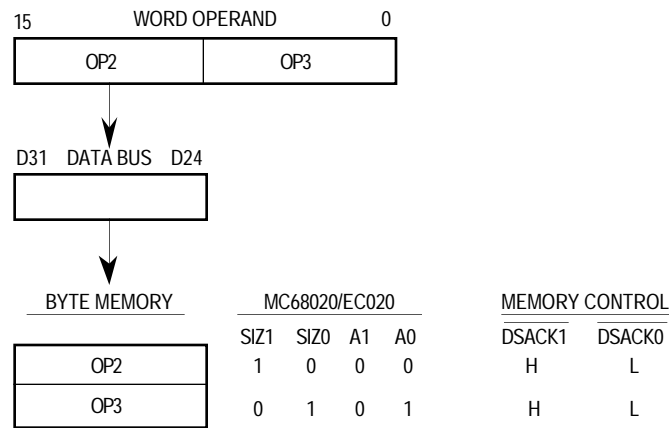 15 WORD OPERAND 0
OP2 OP3
D31 DATA BUS D24
BYTE MEMORY MC68020/EC020 MEMORY CONTROL
SIZ1 SIZ0 A1 A0 DSACK1 DSACK0
OP2 1 0 0 0 H L
OP3 0 1 0 1 H L